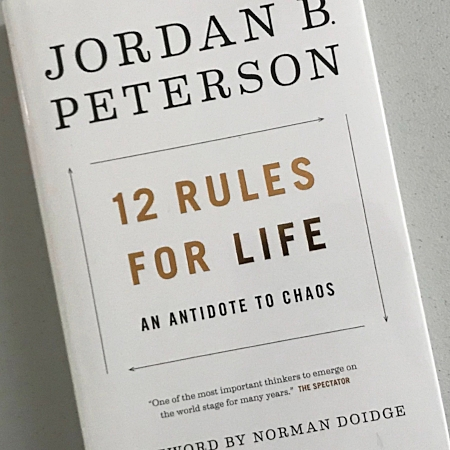 JORDAN B.
PETERSON
12 RULES
FOR LIFE
AN ANTIDOTE TO CHAOS
"One of the most important thinkers to emerge on
the world stage for many years." THE SPECTATOR
BY NORMAN DOIDGE